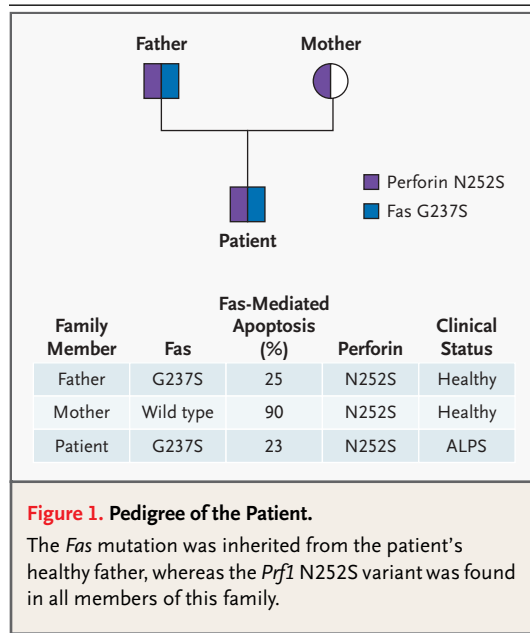 Father Mother
Perforin N252S
Fas G237S
Patient
Family Member Fas Fas-Mediated Apoptosis (%) Perforin Clinical Status
Father G237S 25 N252S Healthy
Mother Wild type 90 N252S Healthy
Patient G237S 23 N252S ALPS
Figure 1. Pedigree of the Patient.
The Fas mutation was inherited from the patient's
healthy father, whereas the Prf1 N252S variant was found
in all members of this family.